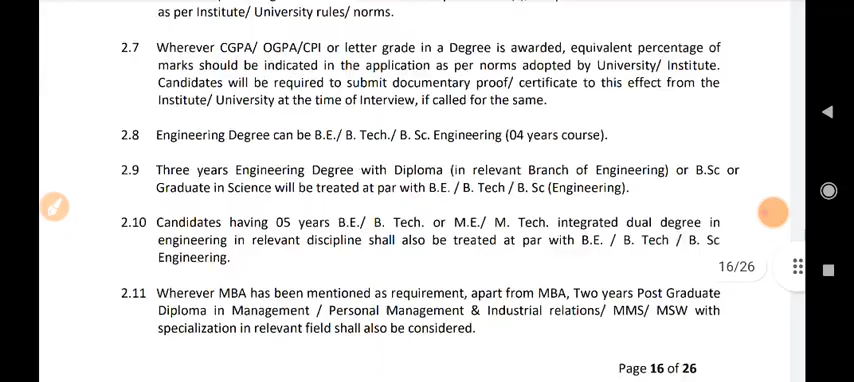 as per Institute/ University rules/ norms.
2.7 Wherever CGPA/ OGPA/CPI or letter grade in a Degree is awarded, equivalent percentage of
marks should be indicated in the application as per norms adopted by University/ Institute.
Candidates will be required to submit documentary proof/ certificate to this effect from the
Institute/ University at the time of Interview, if called for the same.
2.8 Engineering Degree can be B.E./ B. Tech./ B. Sc. Engineering (04 years course).
2.9 Three years Engineering Degree with Diploma (in relevant Branch of Engineering) or B.Sc or
Graduate in Science will be treated at par with B.E. / B. Tech / B. Sc (Engineering).
2.10 Candidates having 05 years B.E./ B. Tech. or M.E./ M. Tech. integrated dual degree in
engineering in relevant discipline shall also be treated at par with B.E. / B. Tech / B. Sc
Engineering.
16/26
2.11 Wherever MBA has been mentioned as requirement, apart from MBA, Two years Post Graduate
Diploma in Management / Personal Management & Industrial relations/ MMS/ MSW with
specialization in relevant field shall also be considered.
Page 16 of 26